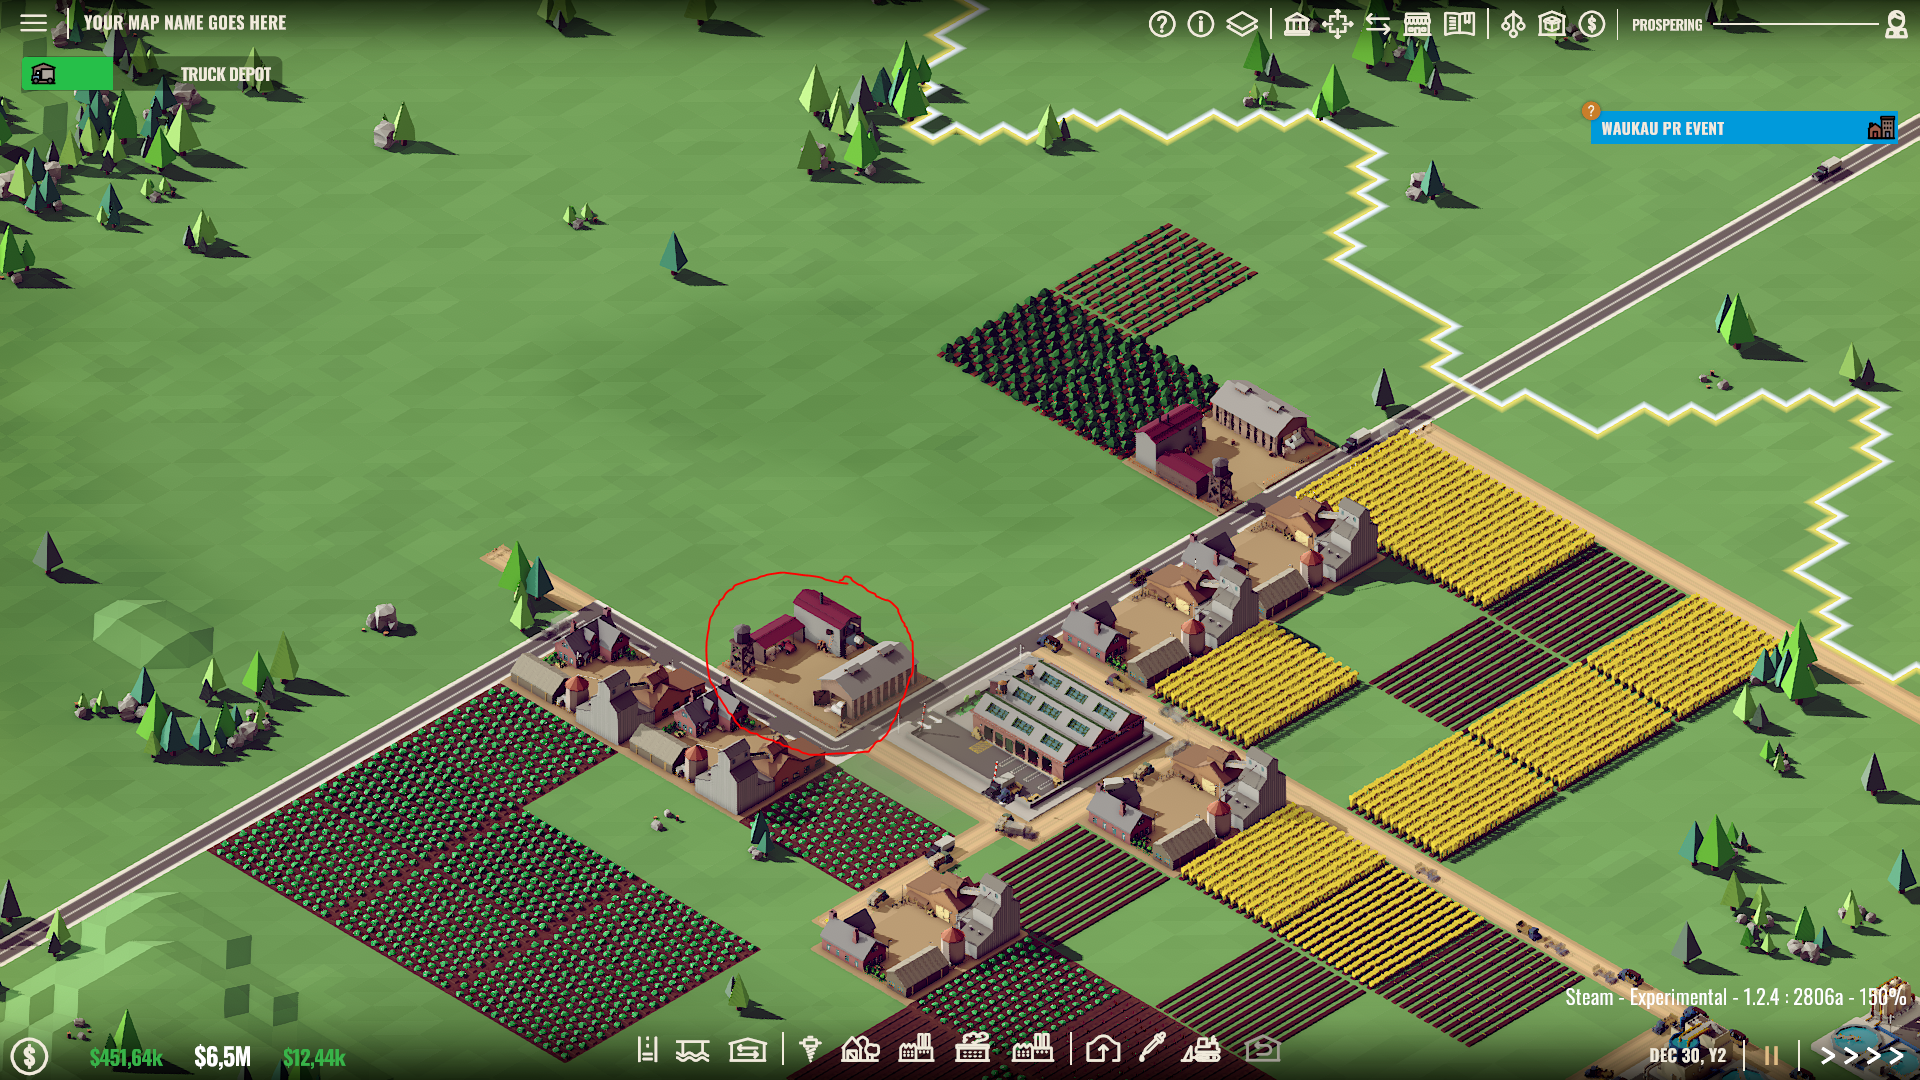 YOUR MAP NAME GOES HERE
PROSPERING
TRUCK DEPOT
?
WAUKAU PR EVENT
Steam - Experimental - 1.2.4 : 2806a - 150%
$451,64k $6,5M $12,44k
DEC 30, Y2